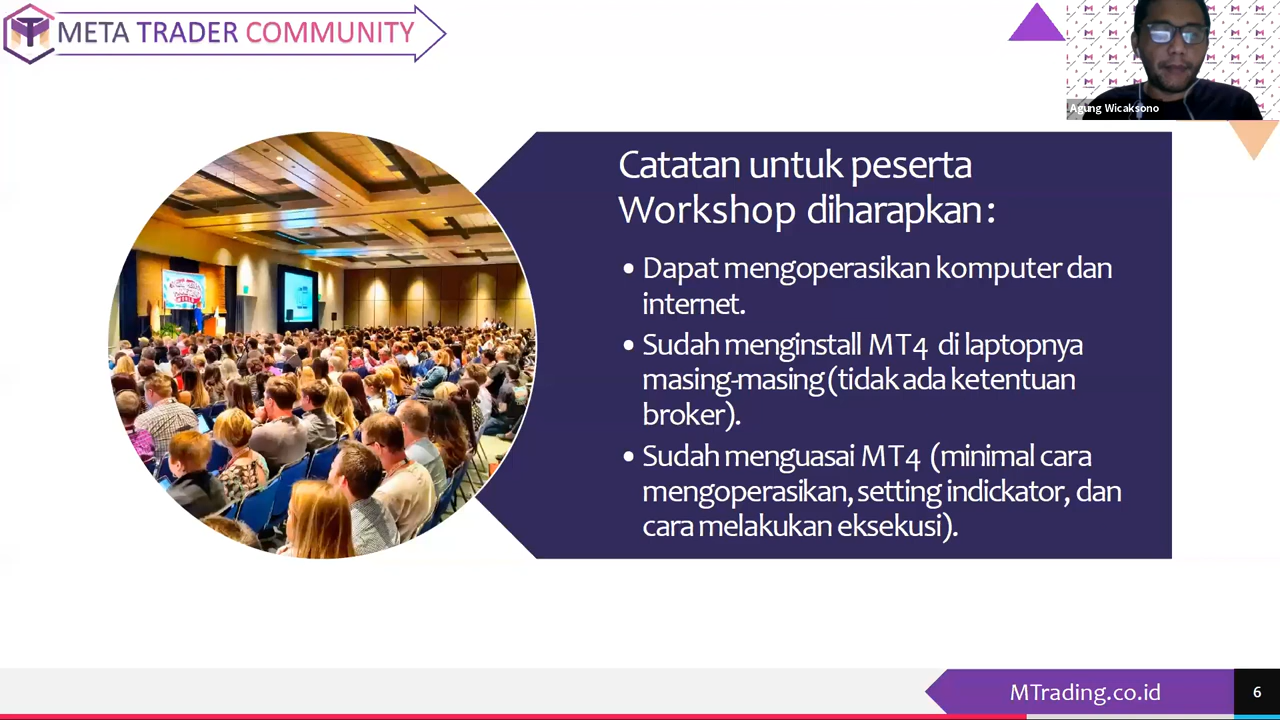 META TRADER COMMUNITY
Agung Wicaksono
Catatan untuk peserta
Workshop diharapkan:
• Dapat mengoperasikan komputer dan
internet.
• Sudah menginstall MT4 di laptopnya
masing-masing (tidak ada ketentuan
broker).
• Sudah menguasai MT4 (minimal cara
mengoperasikan, setting indickator, dan
cara melakukan eksekusi).
MTrading.co.id
6